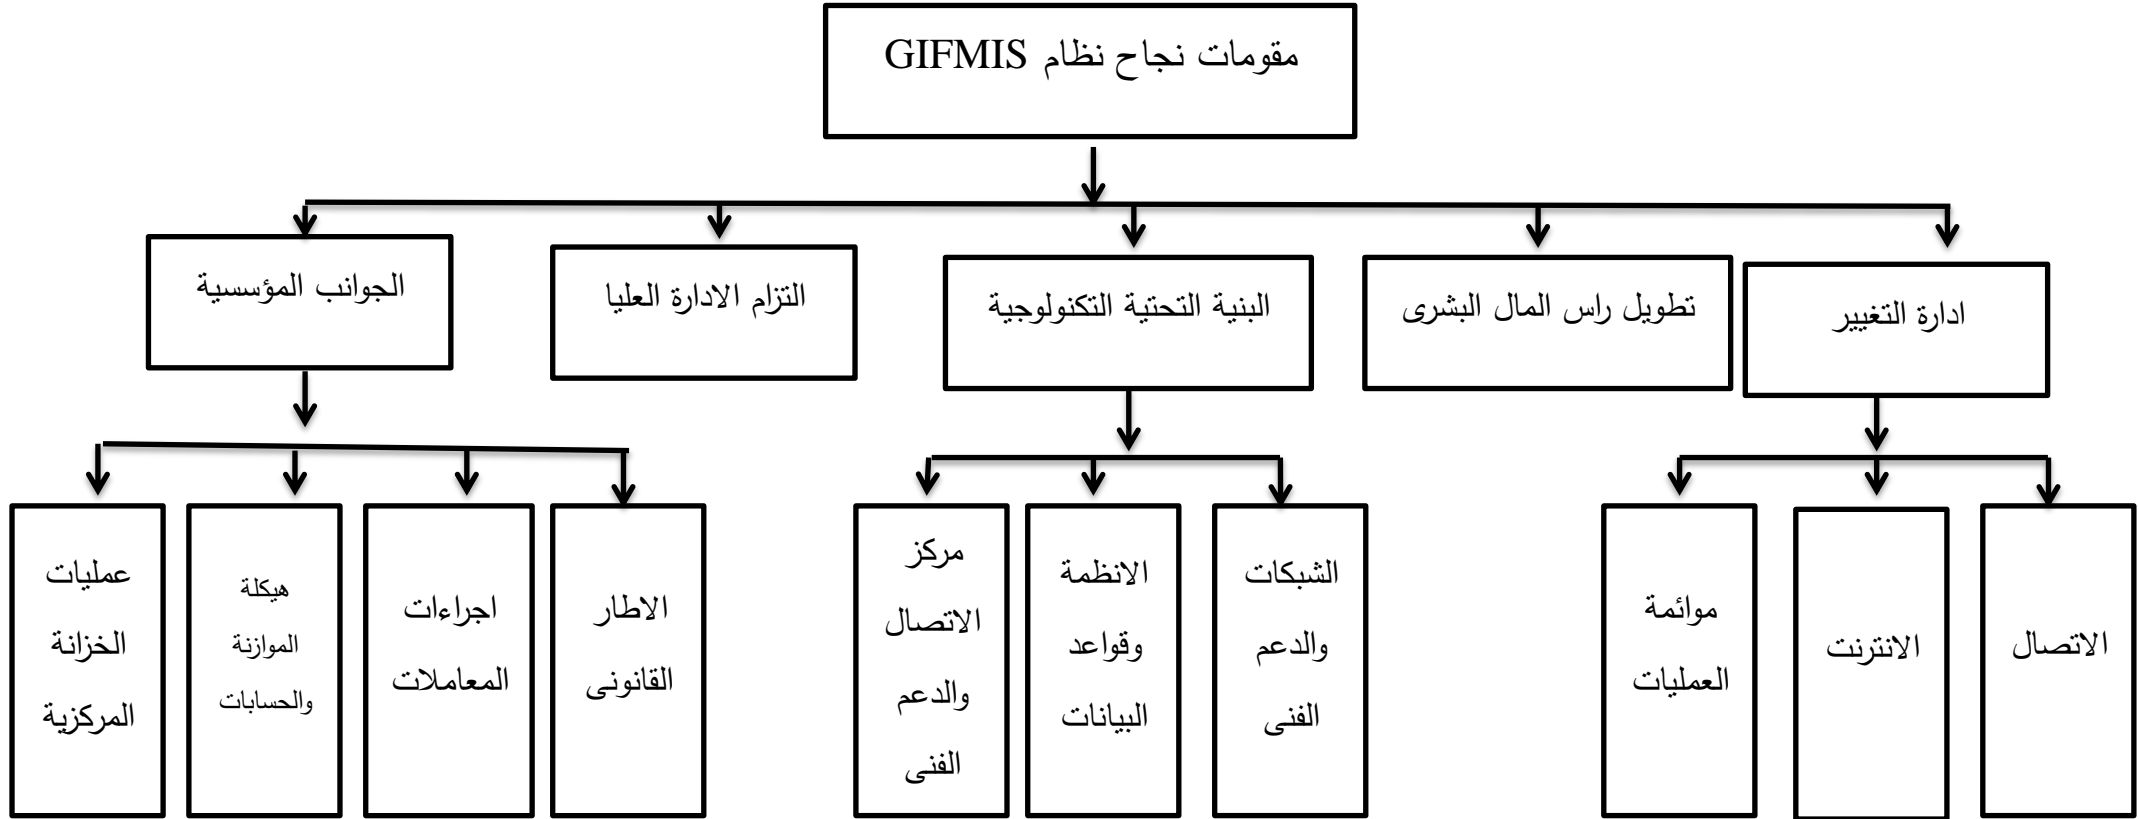 مقومات نجاح نظام GIFMIS
ادارة التغيير
تطويل راس المال البشرى
البنية التحتية التكنولوجية
التزام الادارة العليا
الجوانب المؤسسية
الاتصال
الانترنت
موائمة
العمليات
الشبكات
والدعم
الفنى
الانظمة
وقواعد
البيانات
مركز
الاتصال
والدعم
الفنى
الاطار
القانونى
اجراءات
المعاملات
هيكلة
الموازنة
والحسابات
عمليات
الخزانة
المركزية